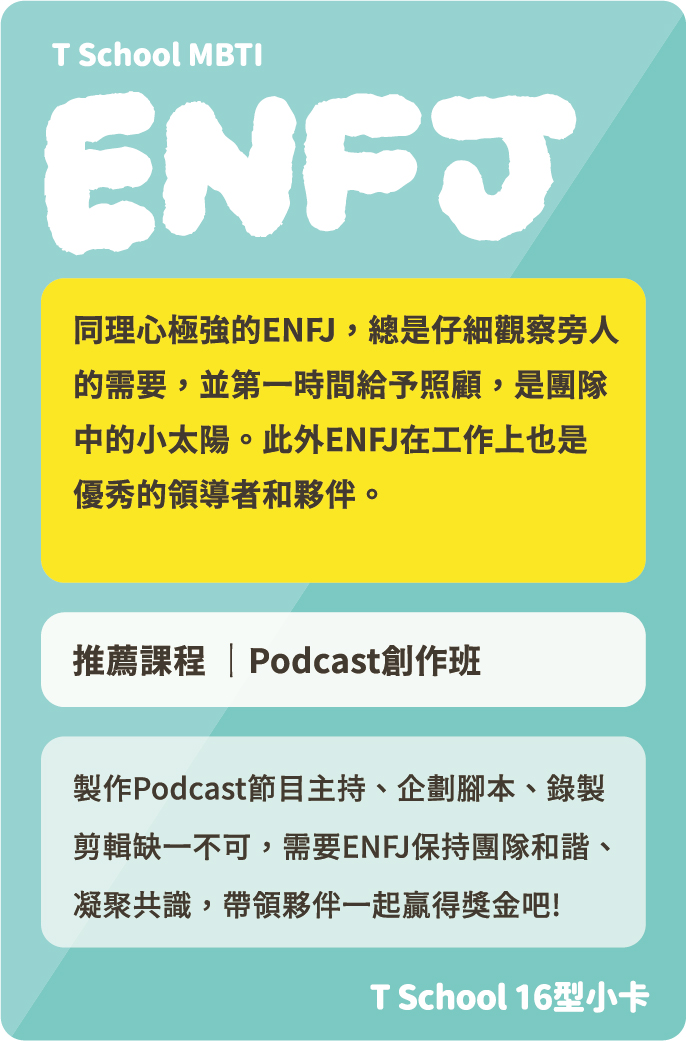 T School MBTI
ENFJ
同理心極強的ENFJ，總是仔細觀察旁人
的需要，並第一時間給予照顧，是團隊
中的小太陽。此外ENFJ在工作上也是
優秀的領導者和夥伴。
推薦課程｜Podcast創作班
製作Podcast節目主持、企劃腳本、錄製
剪輯缺一不可，需要ENFJ保持團隊和諧、
凝聚共識，帶領夥伴一起贏得獎金吧!
T School 16型小卡